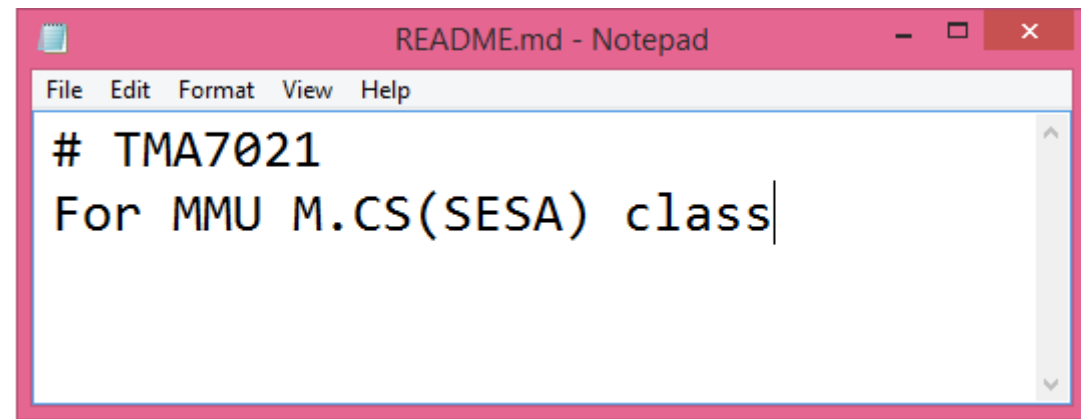 README.md - Notepad
File Edit Format View Help
# TMA7021
For MMU M.CS(SESA) class